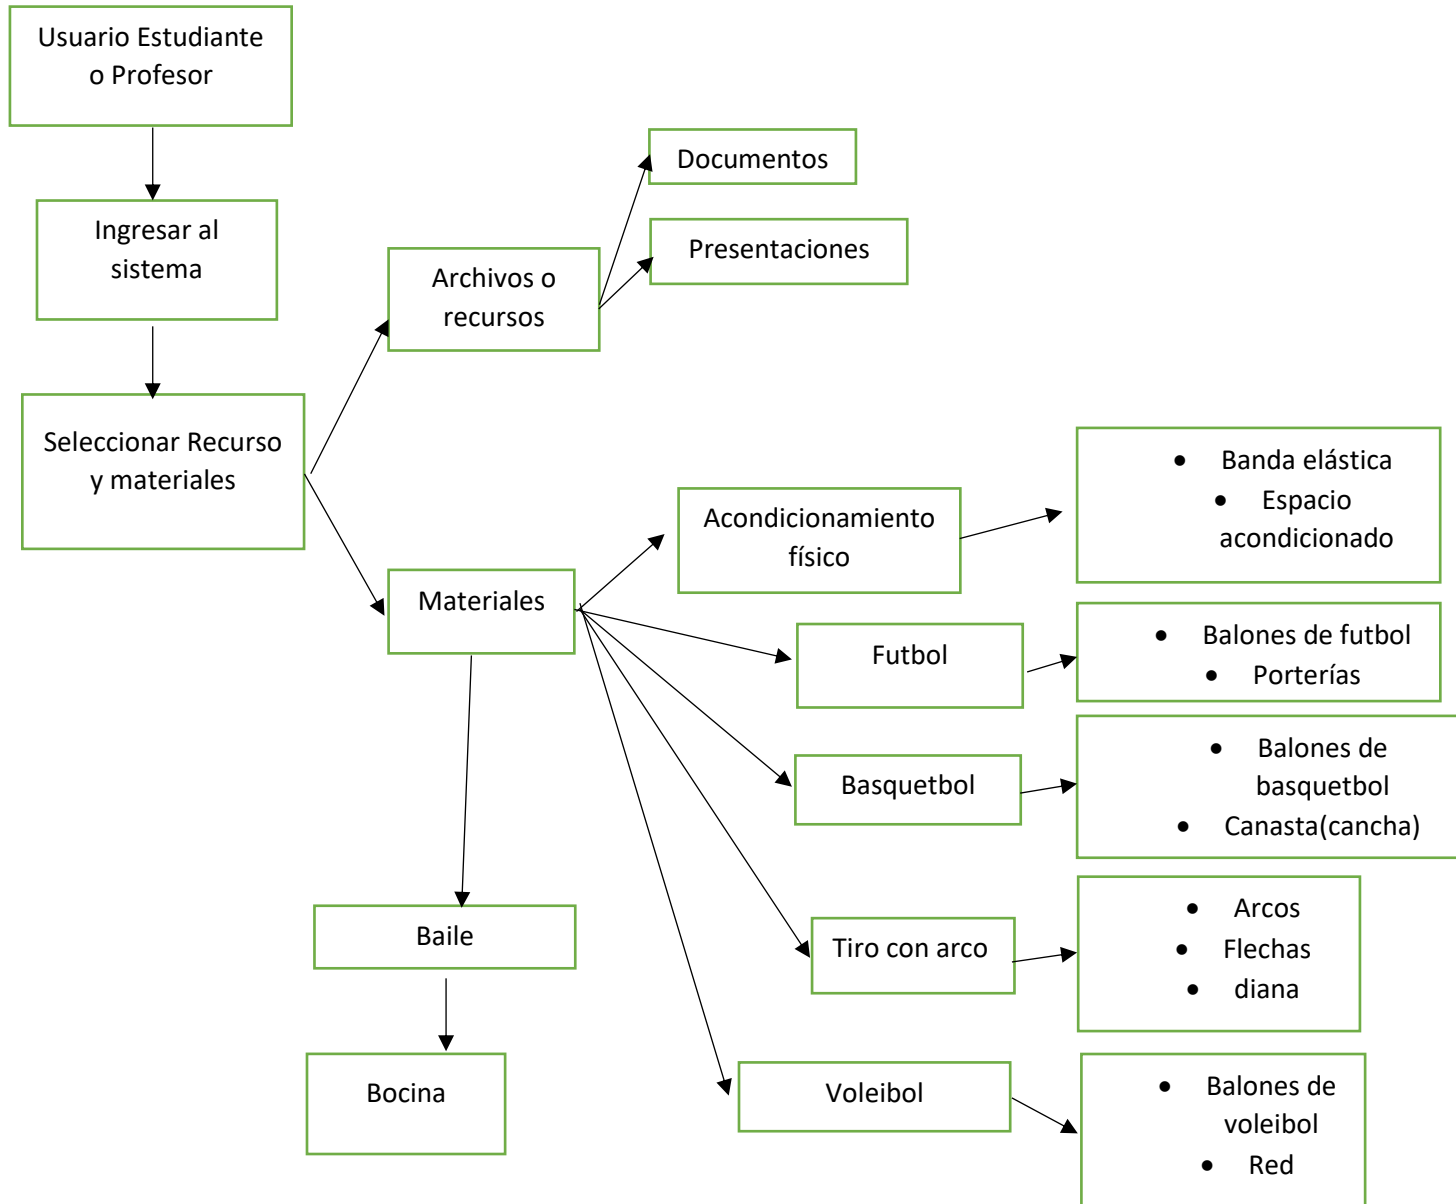 Usuario Estudiante
o Profesor
Ingresar al
sistema
Seleccionar Recurso
y materiales
Archivos o
recursos
Documentos
Presentaciones
Materiales
Acondicionamiento
físico
• Banda elástica
• Espacio
acondicionado
Futbol
• Balones de futbol
• Porterías
Basquetbol
• Balones de
basquetbol
• Canasta(cancha)
Tiro con arco
• Arcos
• Flechas
• diana
Voleibol
• Balones de
voleibol
• Red
Baile
Bocina